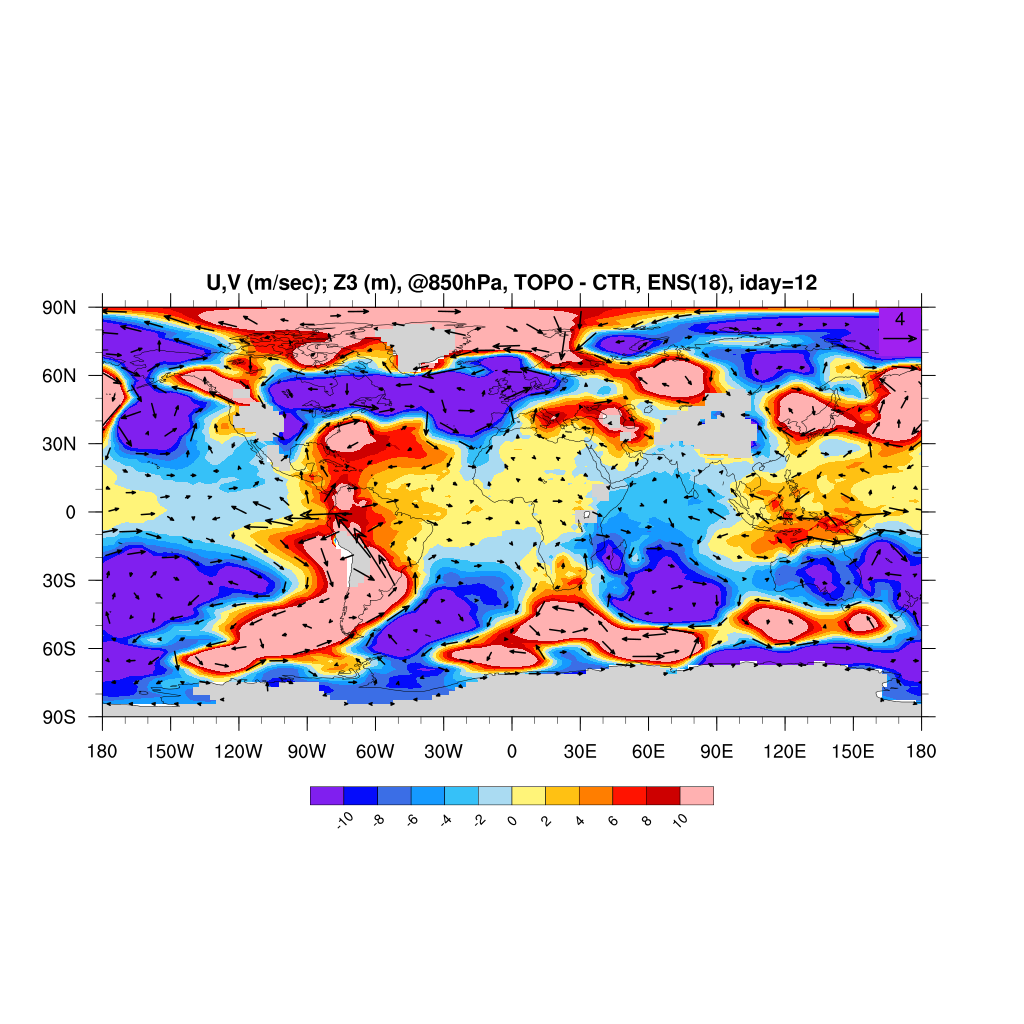 U,V (m/sec); Z3 (m), @850hPa, TOPO - CTR, ENS(18), iday=12
4
90N
60N
30N
0
30S
60S
90S
180 150W 120W 90W 60W 30W 0 30E 60E 90E 120E 150E 180
-10 -8 -6 -4 -2 0 2 4 6 8 10